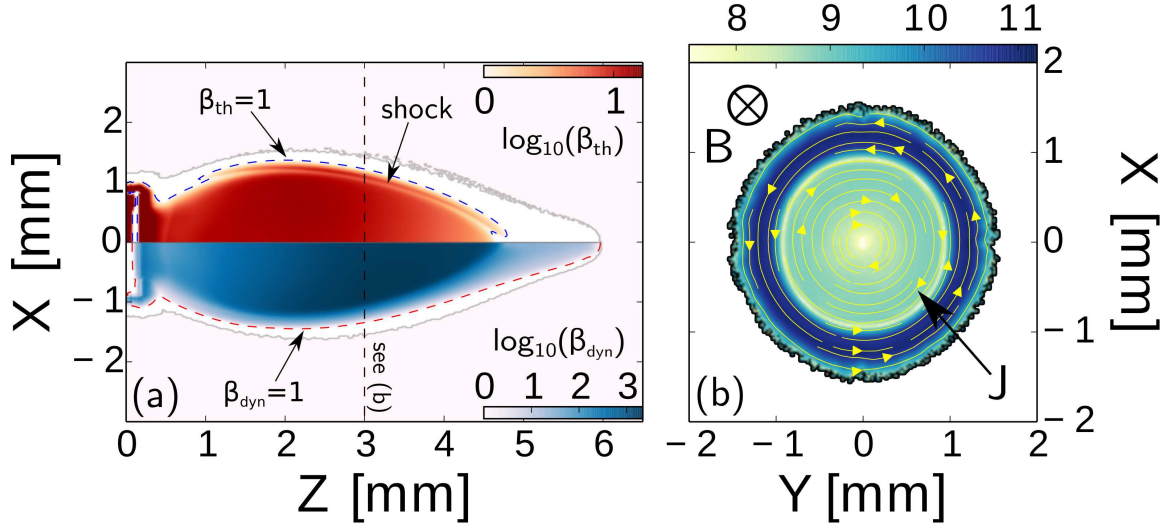 8 9 10 11
β_th=1
shock
0 1
log₁₀(β_th)
2
1
0
−1
−2
X [mm]
β_dyn=1
see (b)
log₁₀(β_dyn)
0 1 2 3
(a)
0 1 2 3 4 5 6
Z [mm]
B
J
(b)
2
1
0
−1
−2
X [mm]
−2 −1 0 1 2
Y [mm]